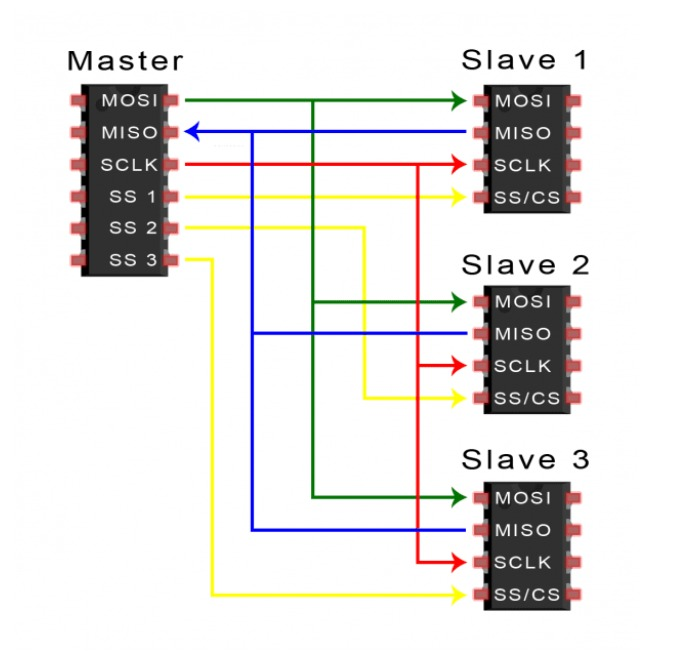 Master
MOSI
MISO
SCLK
SS 1
SS 2
SS 3
Slave 1
MOSI
MISO
SCLK
SS/CS
Slave 2
MOSI
MISO
SCLK
SS/CS
Slave 3
MOSI
MISO
SCLK
SS/CS